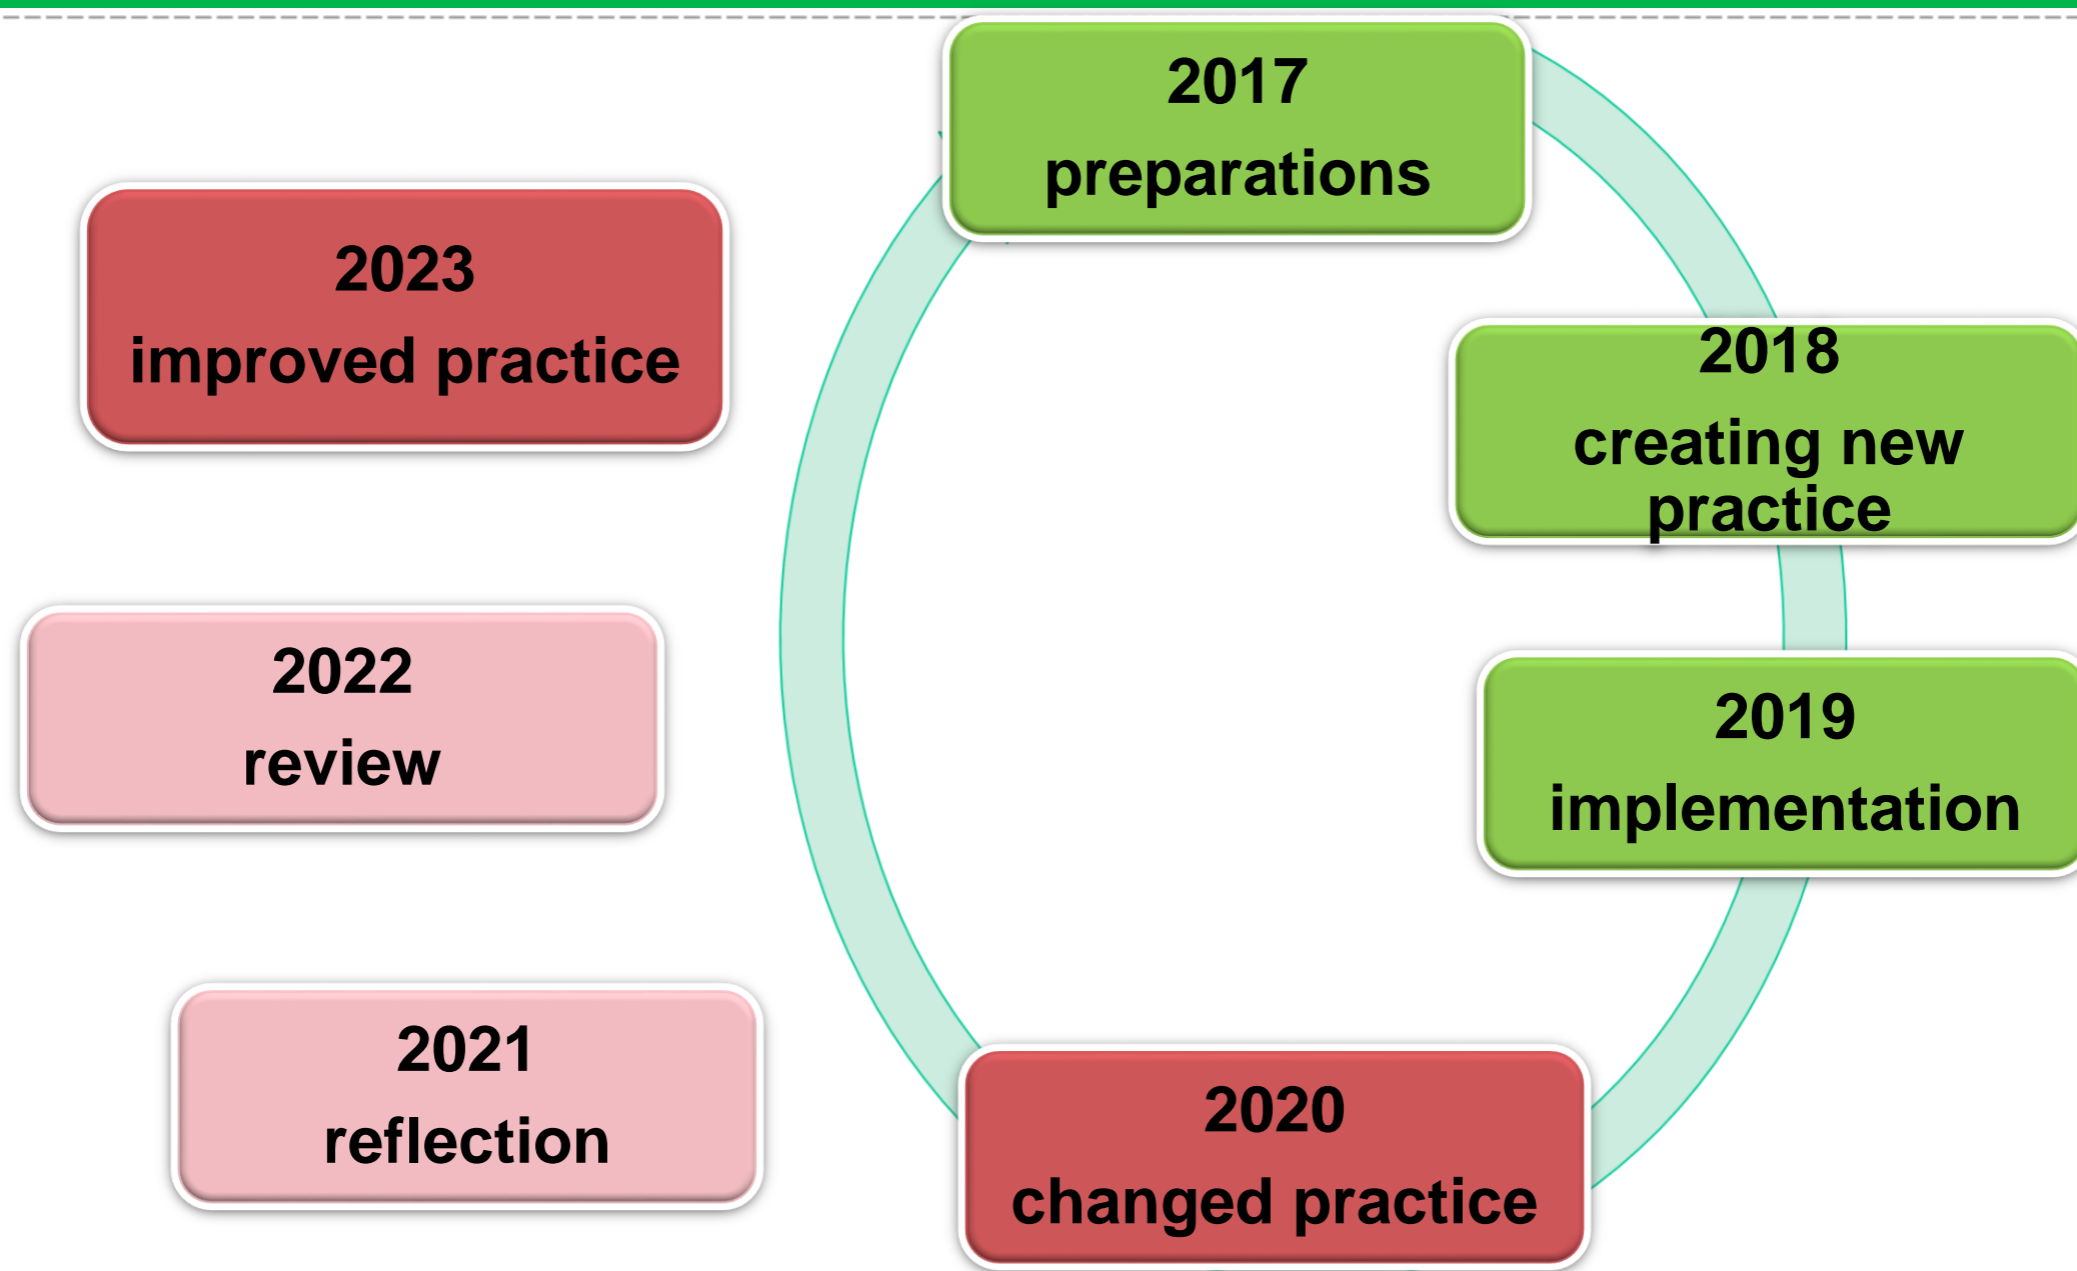 2017
preparations
2018
creating new
practice
2019
implementation
2020
changed practice
2021
reflection
2022
review
2023
improved practice